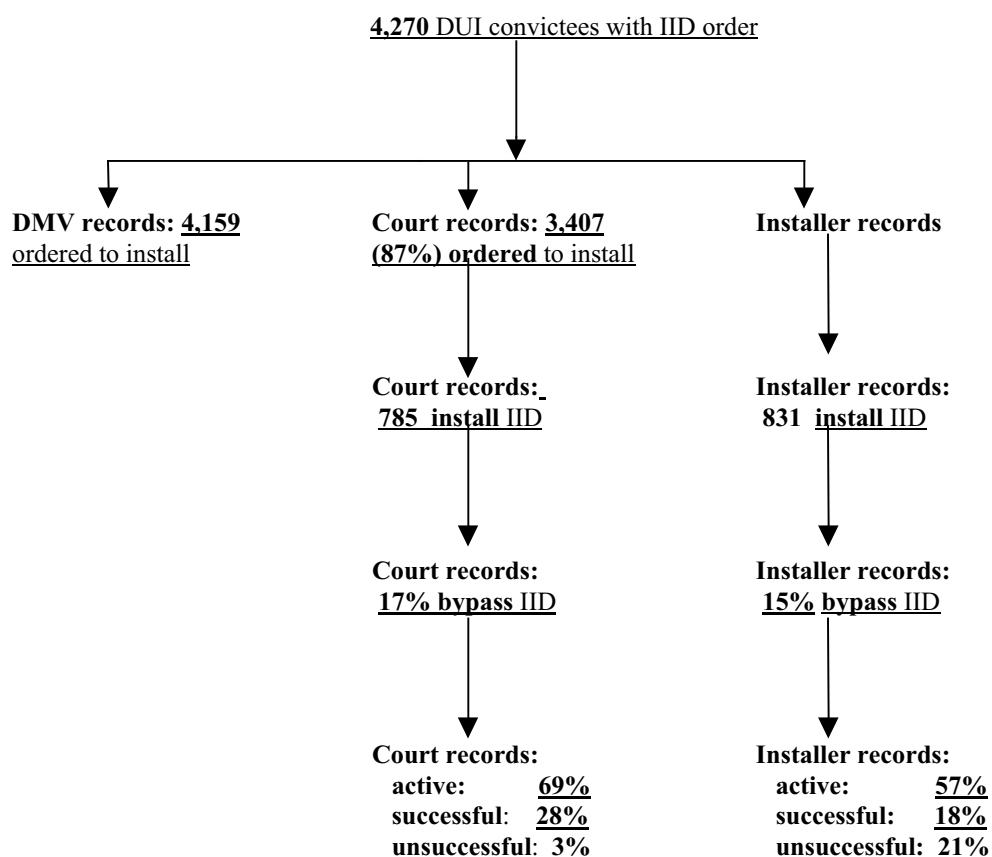 4,270 DUI convictees with IID order
DMV records: 4,159
ordered to install
Court records: 3,407
(87%) ordered to install
Installer records
Court records:
785 install IID
Installer records:
831 install IID
Court records:
17% bypass IID
Installer records:
15% bypass IID
Court records:
active: 69%
successful: 28%
unsuccessful: 3%
Installer records:
active: 57%
successful: 18%
unsuccessful: 21%